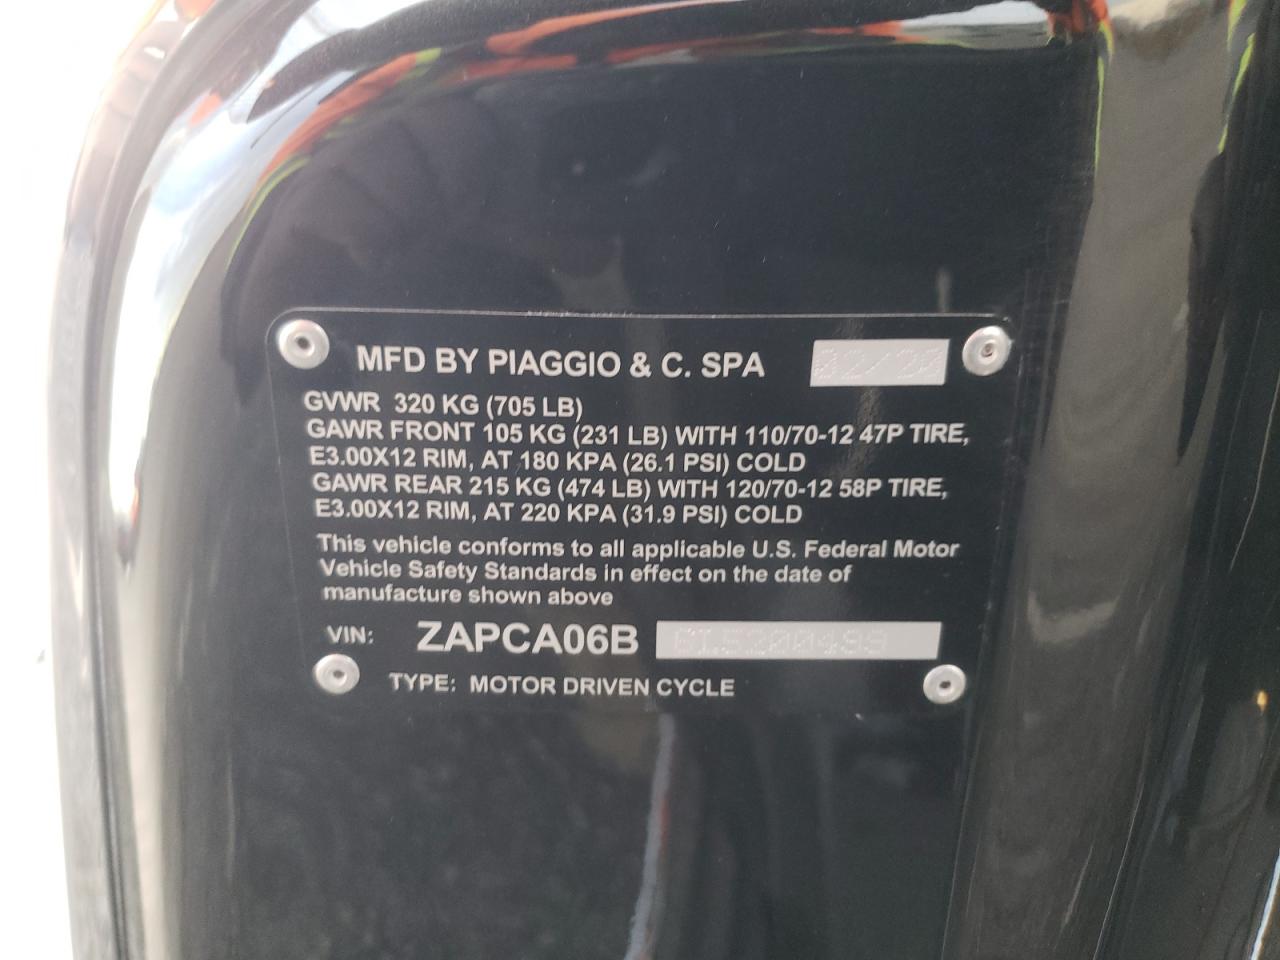 MFD BY PIAGGIO & C. SPA 02/20
GVWR 320 KG (705 LB)
GAWR FRONT 105 KG (231 LB) WITH 110/70-12 47P TIRE,
E3.00X12 RIM, AT 180 KPA (26.1 PSI) COLD
GAWR REAR 215 KG (474 LB) WITH 120/70-12 58P TIRE,
E3.00X12 RIM, AT 220 KPA (31.9 PSI) COLD
This vehicle conforms to all applicable U.S. Federal Motor
Vehicle Safety Standards in effect on the date of
manufacture shown above
VIN: ZAPCA06B
TYPE: MOTOR DRIVEN CYCLE